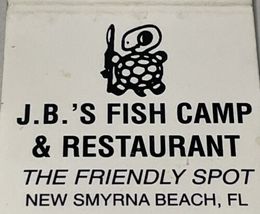 J.B.'S FISH CAMP
& RESTAURANT
THE FRIENDLY SPOT
NEW SMYRNA BEACH, FL